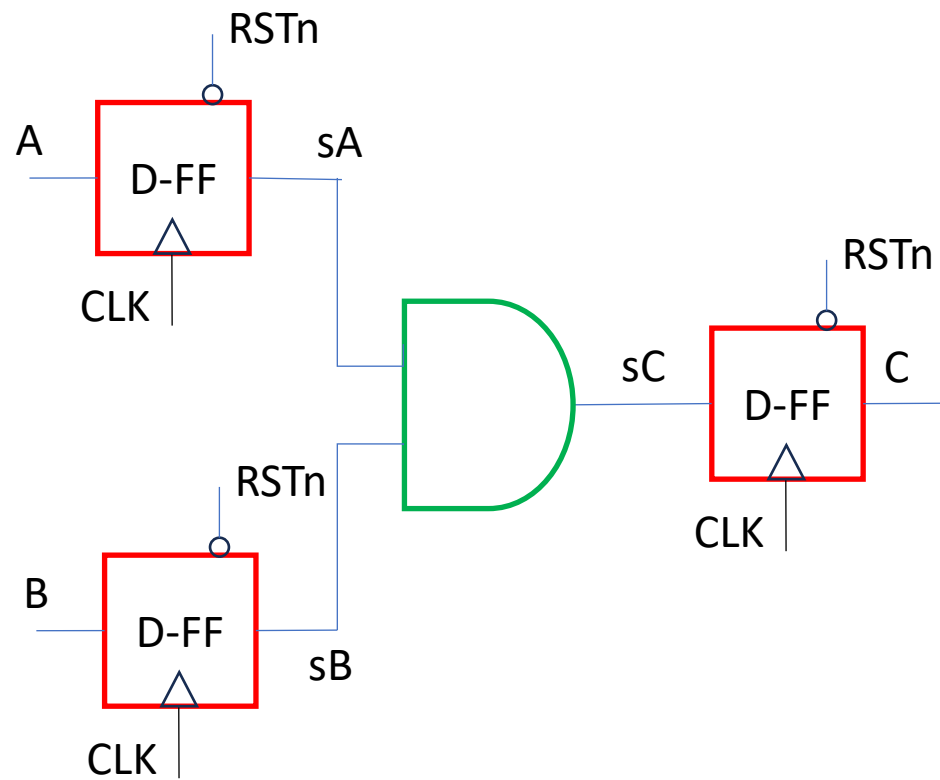 RSTn
A
sA
D-FF
CLK
RSTn
sC
C
D-FF
CLK
RSTn
B
D-FF
sB
CLK